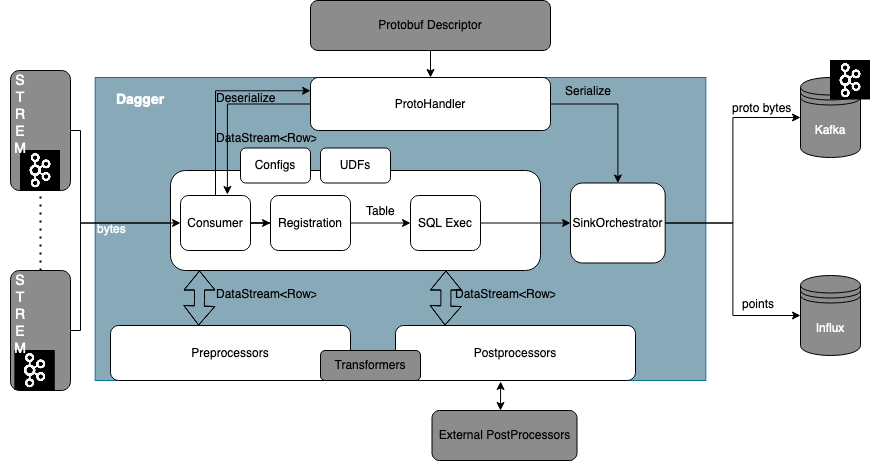 Protobuf Descriptor
S
T
R
E
M
Dagger
ProtoHandler
Deserialize
Serialize
DataStream<Row>
Configs
UDFs
proto bytes
Kafka
Consumer
Registration
Table
SQL Exec
SinkOrchestrator
bytes
S
T
R
E
M
DataStream<Row>
DataStream<Row>
points
Influx
Preprocessors
Transformers
Postprocessors
External PostProcessors